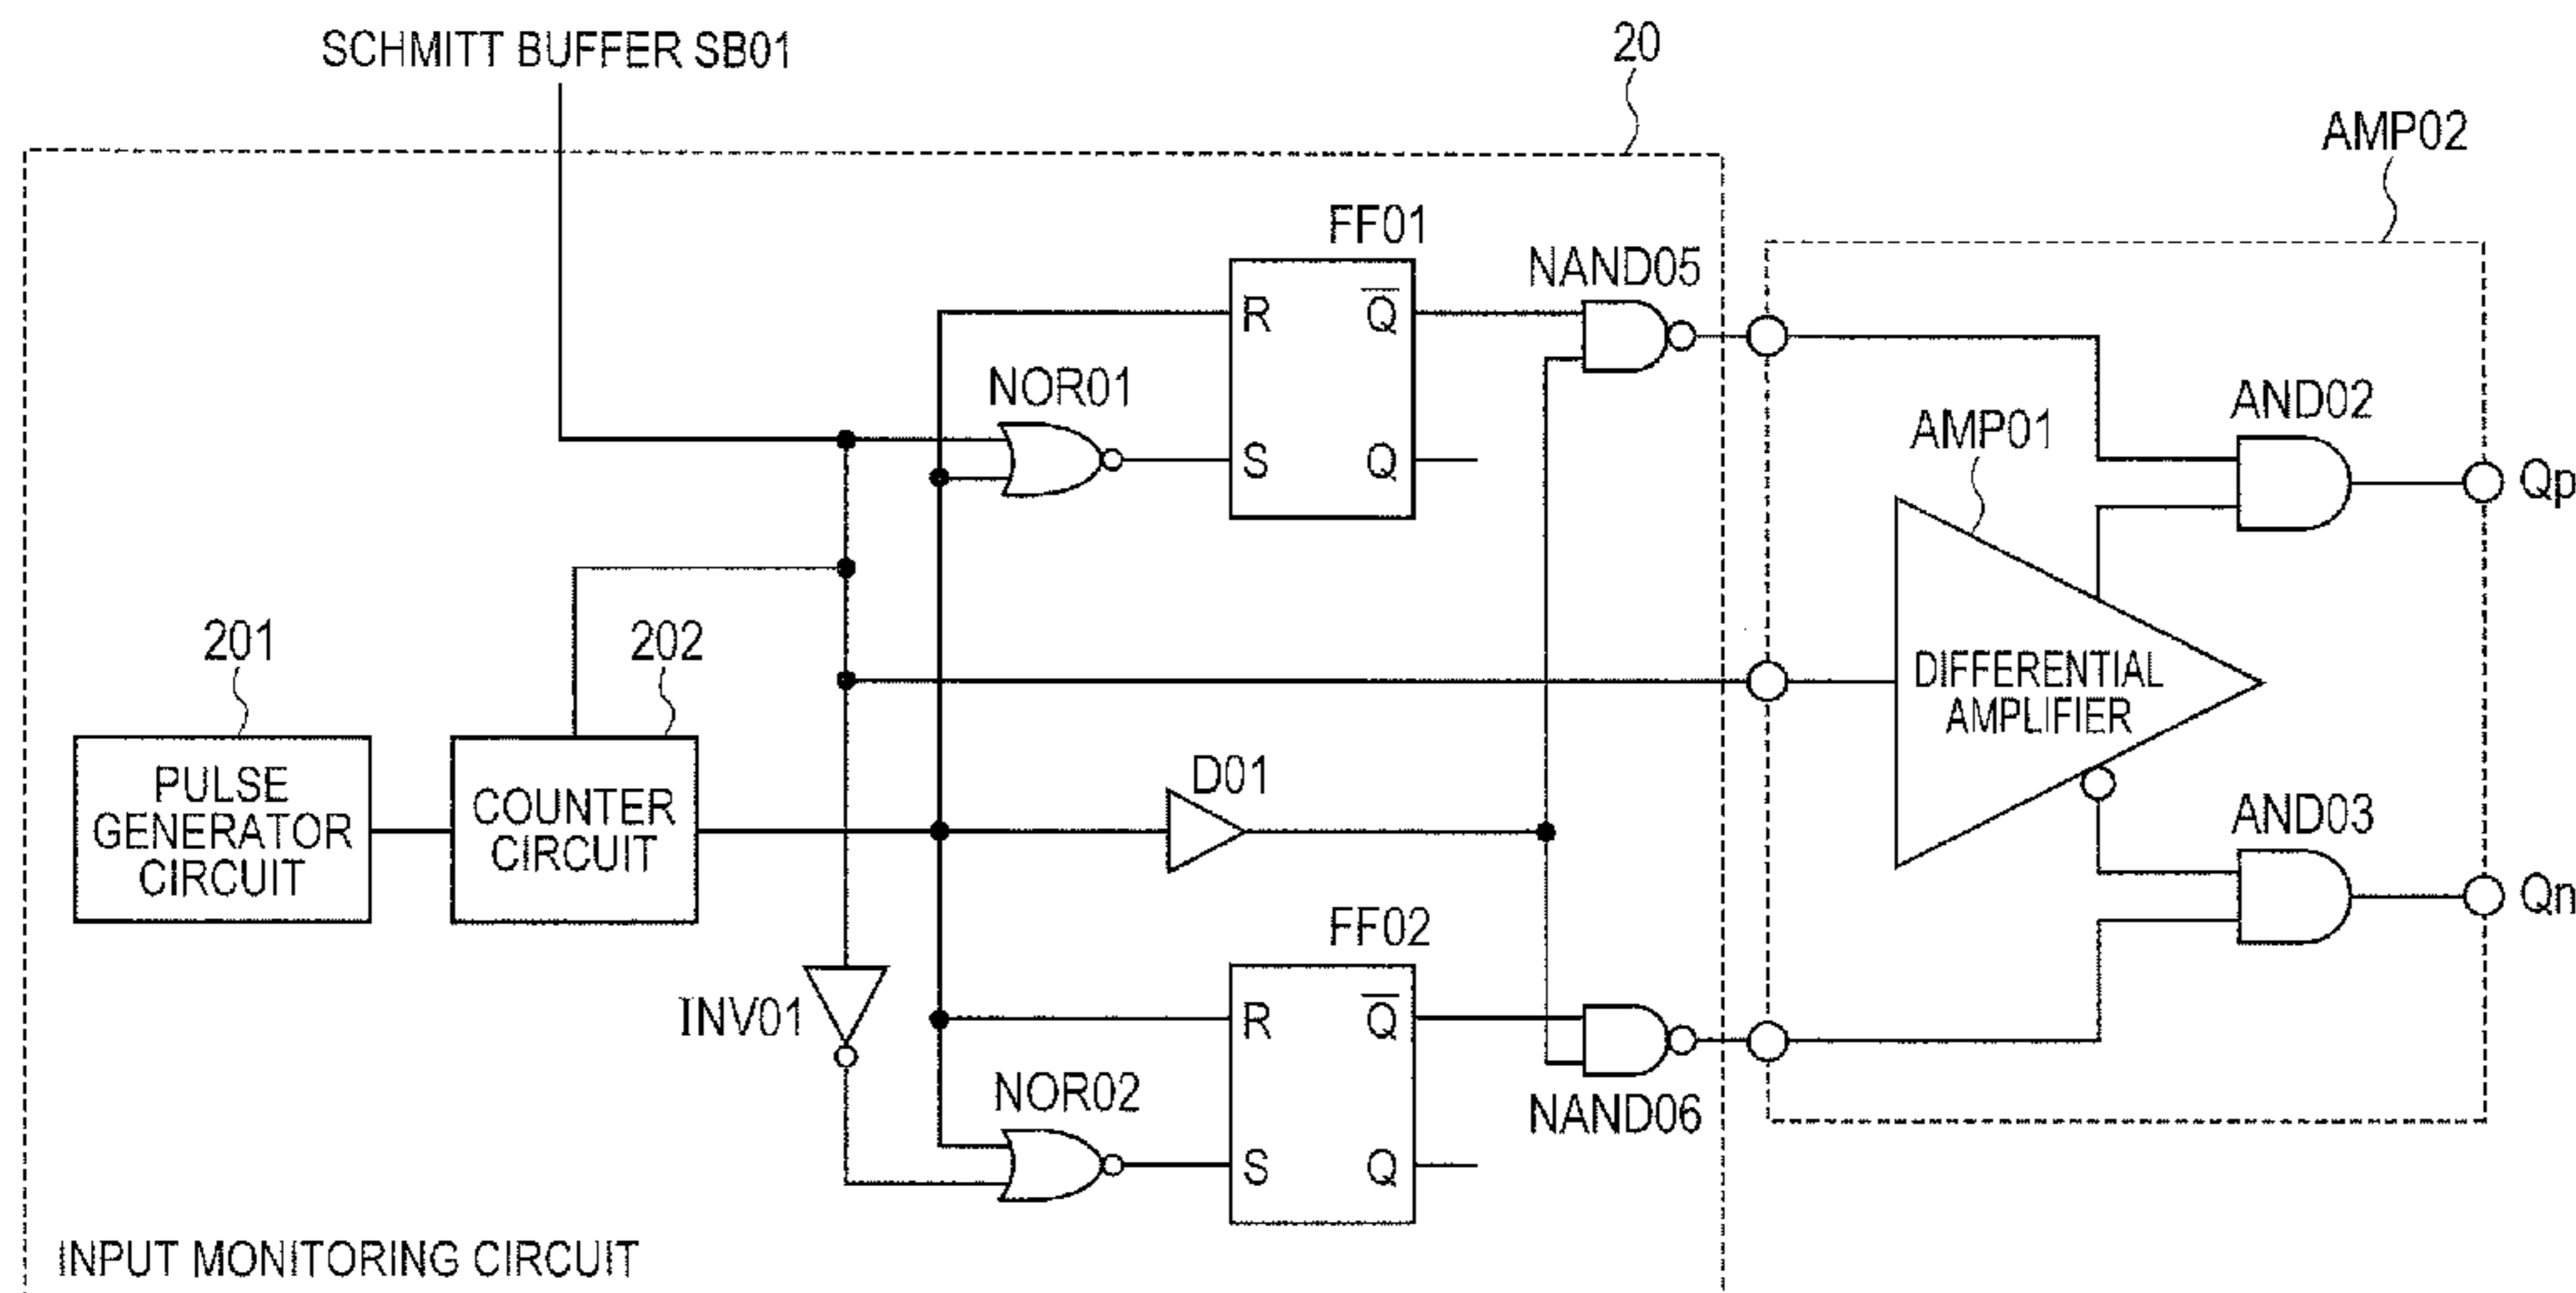 SCHMITT BUFFER SB01
20
AMP02
FF01
NAND05
R
Q
NOR01
S
Q
AND02
AMP01
Qp
201
202
DIFFERENTIAL
AMPLIFIER
PULSE
GENERATOR
CIRCUIT
COUNTER
CIRCUIT
D01
AND03
Qn
FF02
INV01
R
Q
NOR02
S
Q
NAND06
INPUT MONITORING CIRCUIT